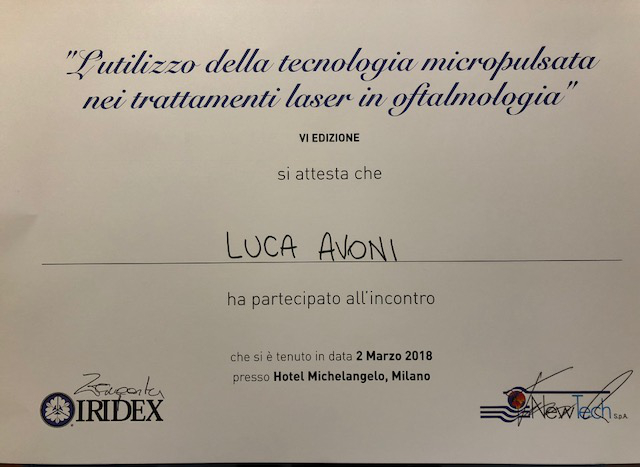 "L'utilizzo della tecnologia micropulsata
nei trattamenti laser in oftalmologia"
VI EDIZIONE
si attesta che
LUCA AVONI
ha partecipato all'incontro
che si è tenuto in data 2 Marzo 2018
presso Hotel Michelangelo, Milano
IRIDEX
NewTech S.p.A.